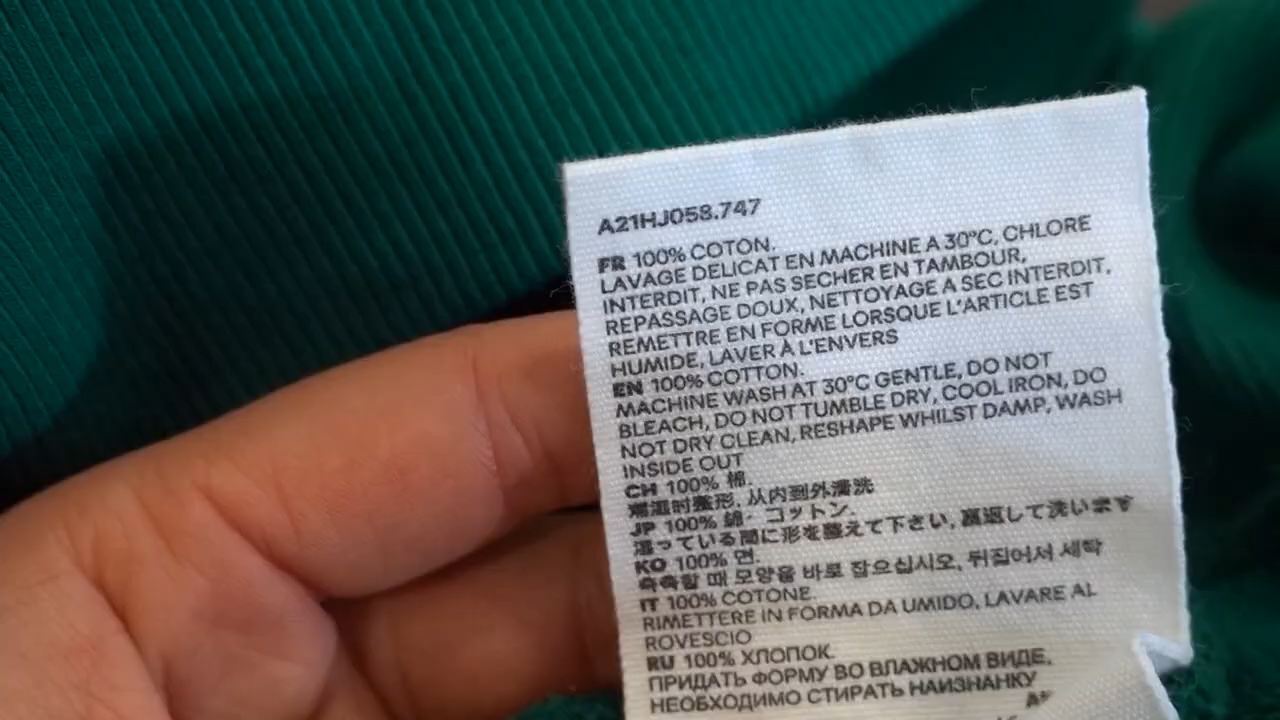 A21HJ058.747
FR 100% COTON.
LAVAGE DELICAT EN MACHINE A 30°C, CHLORE
INTERDIT, NE PAS SECHER EN TAMBOUR,
REPASSAGE DOUX, NETTOYAGE A SEC INTERDIT,
REMETTRE EN FORME LORSQUE L'ARTICLE EST
HUMIDE, LAVER À L'ENVERS
EN 100% COTTON.
MACHINE WASH AT 30°C GENTLE, DO NOT
BLEACH, DO NOT TUMBLE DRY, COOL IRON, DO
NOT DRY CLEAN, RESHAPE WHILST DAMP, WASH
INSIDE OUT
CH 100% 棉.
潮湿时整形, 从内到外清洗
JP 100% 綿 - コットン.
湿っている間に形を整えて下さい, 裏返して洗います
KO 100% 면.
축축할 때 모양을 바로 잡으십시오, 뒤집어서 세탁
IT 100% COTONE.
RIMETTERE IN FORMA DA UMIDO, LAVARE AL
ROVESCIO
RU 100% ХЛОПОК.
ПРИДАТЬ ФОРМУ ВО ВЛАЖНОМ ВИДЕ,
НЕОБХОДИМО СТИРАТЬ НАИЗНАНКУ